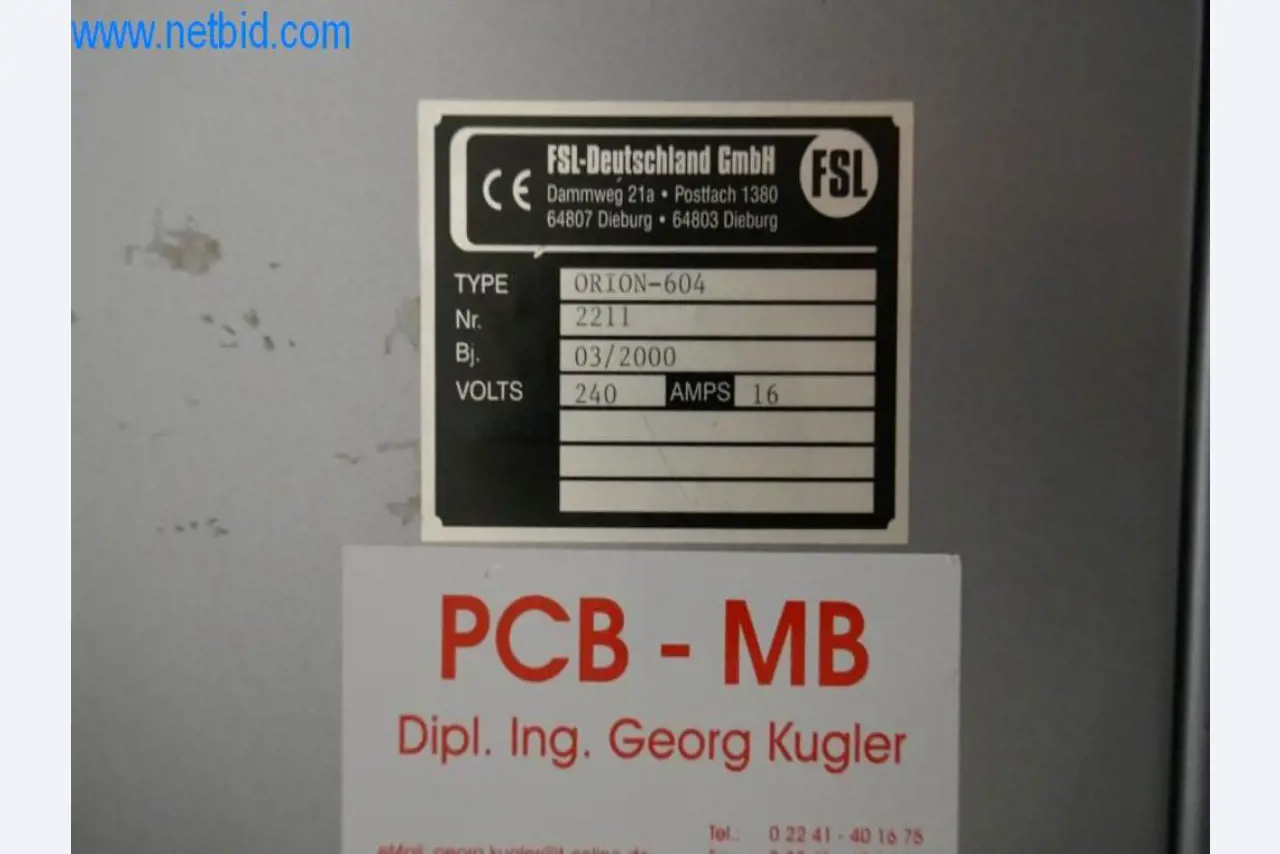 www.netbid.com
FSL-Deutschland GmbH
CE
Dammweg 21a • Postfach 1380
64807 Dieburg • 64803 Dieburg
FSL
TYPE ORION-604
Nr. 2211
Bj. 03/2000
VOLTS 240 AMPS 16
PCB - MB
Dipl. Ing. Georg Kugler
Tel.: 0 22 41 - 40 16 75